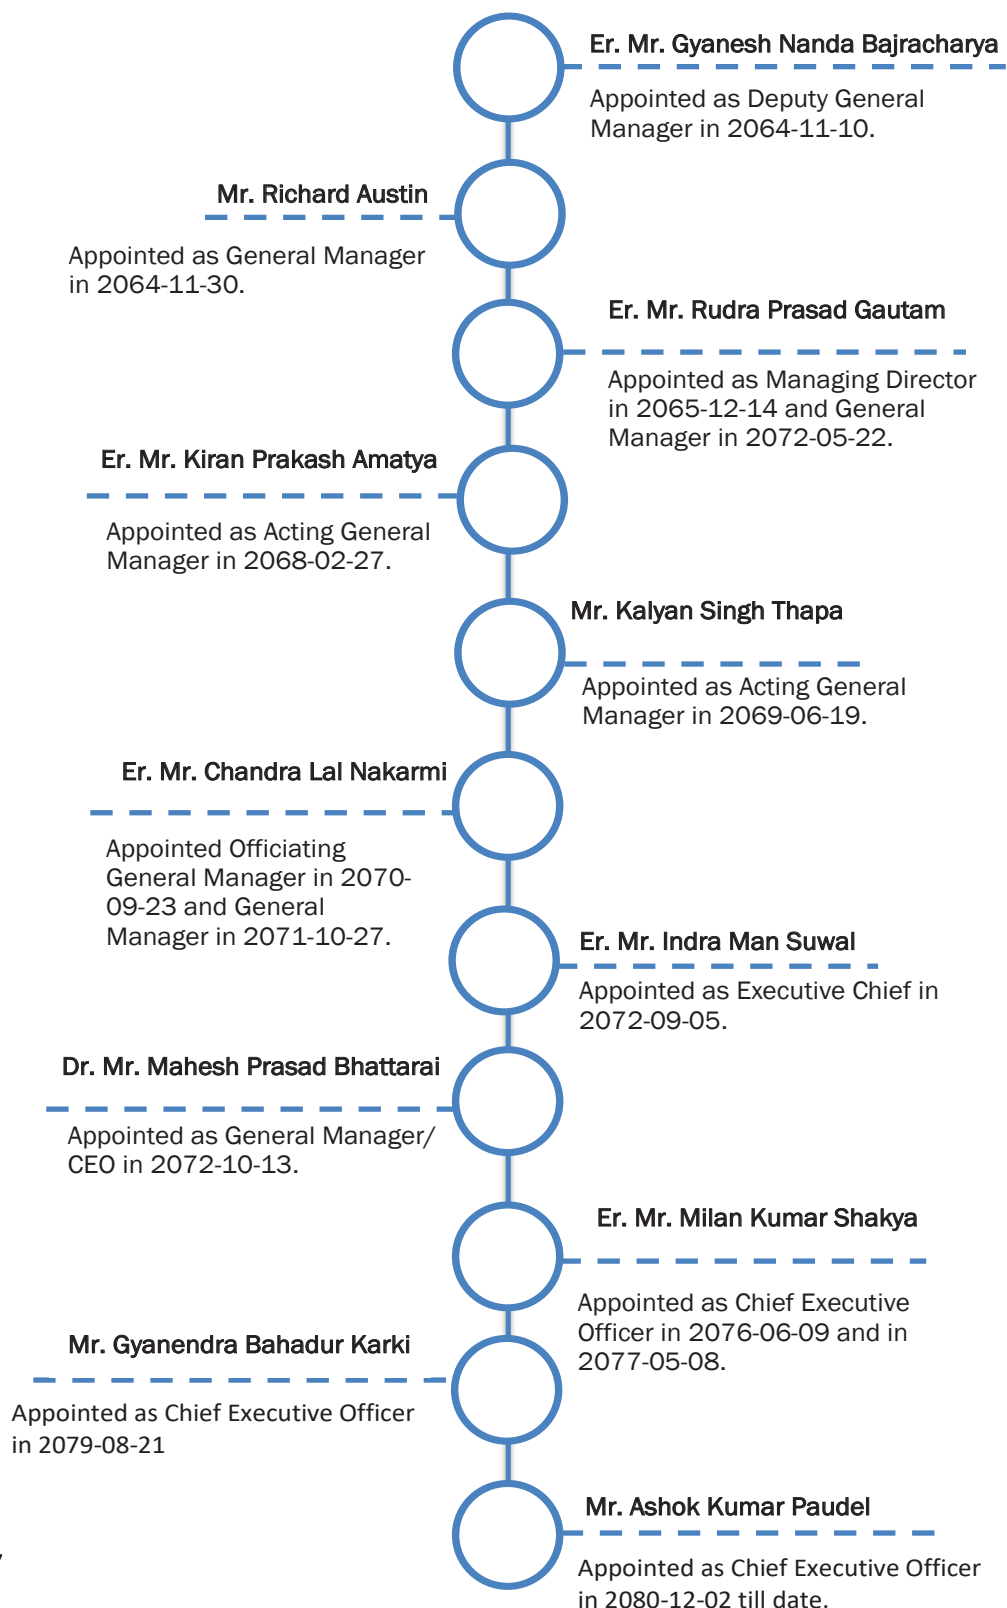 Er. Mr. Gyanesh Nanda Bajracharya
Appointed as Deputy General
Manager in 2064-11-10.
Mr. Richard Austin
Appointed as General Manager
in 2064-11-30.
Er. Mr. Rudra Prasad Gautam
Appointed as Managing Director
in 2065-12-14 and General
Manager in 2072-05-22.
Er. Mr. Kiran Prakash Amatya
Appointed as Acting General
Manager in 2068-02-27.
Mr. Kalyan Singh Thapa
Appointed as Acting General
Manager in 2069-06-19.
Er. Mr. Chandra Lal Nakarmi
Appointed Officiating
General Manager in 2070-
09-23 and General
Manager in 2071-10-27.
Er. Mr. Indra Man Suwal
Appointed as Executive Chief in
2072-09-05.
Dr. Mr. Mahesh Prasad Bhattarai
Appointed as General Manager/
CEO in 2072-10-13.
Er. Mr. Milan Kumar Shakya
Appointed as Chief Executive
Officer in 2076-06-09 and in
2077-05-08.
Mr. Gyanendra Bahadur Karki
Appointed as Chief Executive Officer
in 2079-08-21
Mr. Ashok Kumar Paudel
Appointed as Chief Executive Officer
in 2080-12-02 till date.